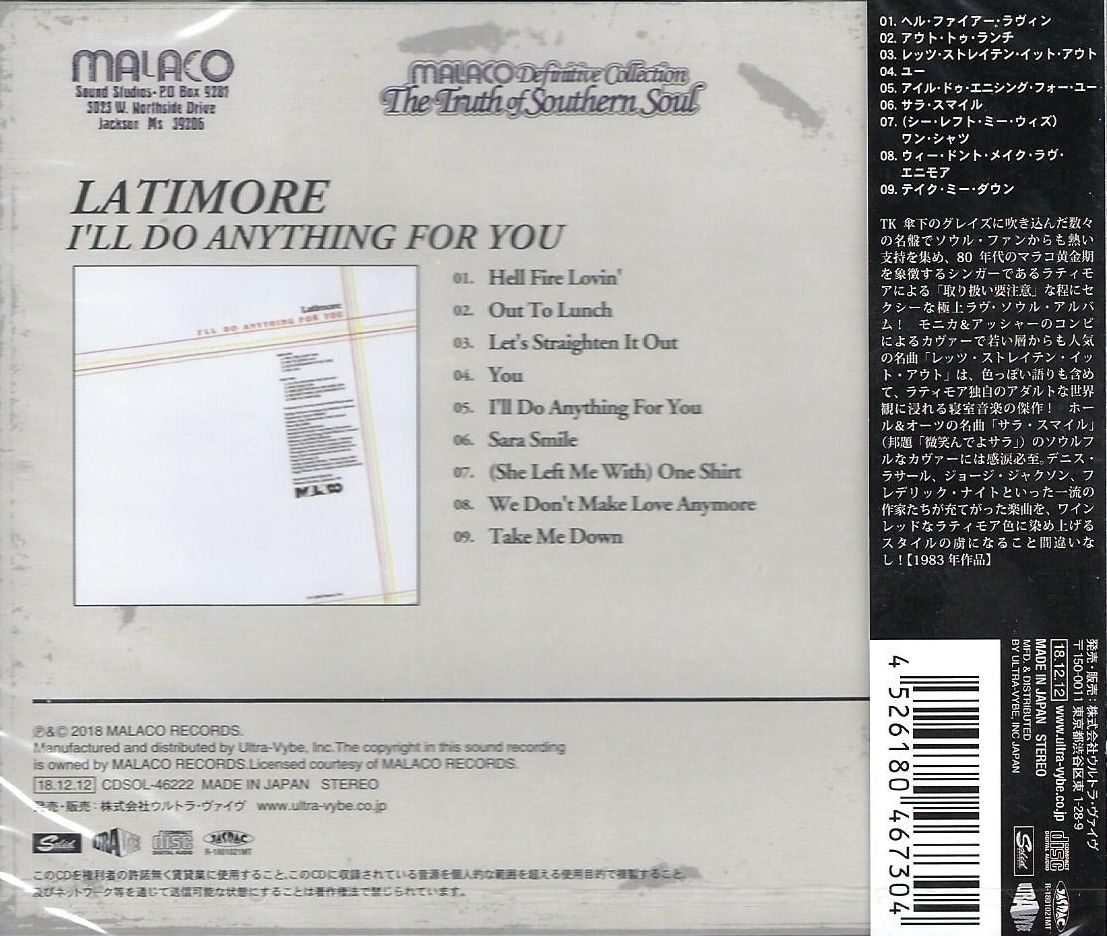 MALACO
Sound Studios・P.O Box 9287
3023 W. Northside Drive
Jackson Ms 39206
MALACO Definitive Collection
The Truth of Southern Soul
LATIMORE
I'LL DO ANYTHING FOR YOU
Latimore
I'LL DO ANYTHING FOR YOU
01. Hell Fire Lovin'
02. Out To Lunch
03. Let's Straighten It Out
04. You
05. I'll Do Anything For You
06. Sara Smile
07. (She Left Me With) One Shirt
08. We Don't Make Love Anymore
09. Take Me Down
℗&© 2018 MALACO RECORDS.
Manufactured and distributed by Ultra-Vybe, Inc.The copyright in this sound recording
is owned by MALACO RECORDS.Licensed courtesy of MALACO RECORDS.
18.12.12 CDSOL-46222 MADE IN JAPAN STEREO
発売・販売：株式会社ウルトラ・ヴァイヴ www.ultra-vybe.co.jp
Solid ULTRA VYBE COMPACT disc DIGITAL AUDIO JASRAC R-1801021MT
このCDを権利者の許諾無く賃貸業に使用すること、このCDに収録されている音源を個人的な範囲を超える使用目的で複製すること、
及びネットワーク等を通じて送信可能な状態にすることは著作権法で禁じられています。
01. ヘル・ファイアー・ラヴィン
02. アウト・トゥ・ランチ
03. レッツ・ストレイテン・イット・アウト
04. ユー
05. アイル・ドゥ・エニシング・フォー・ユー
06. サラ・スマイル
07. (シー・レフト・ミー・ウィズ)
ワン・シャツ
08. ウィー・ドント・メイク・ラヴ・
エニモア
09. テイク・ミー・ダウン
TK 傘下のグレイズに吹き込んだ数々
の名盤でソウル・ファンからも熱い
支持を集め、80 年代のマラコ黄金期
を象徴するシンガーであるラティモ
アによる「取り扱い要注意」な程にセ
クシーな極上ラヴ・ソウル・アルバ
ム！ モニカ&アッシャーのコンビ
によるカヴァーで若い層からも人気
の名曲「レッツ・ストレイテン・イッ
ト・アウト」は、色っぽい語りも含め
て、ラティモア独自のアダルトな世界
観に浸れる寝室音楽の傑作！ ホー
ル&オーツの名曲「サラ・スマイル」
(邦題「微笑んでよサラ」) のソウルフ
ルなカヴァーには感涙必至。デニス・
ラサール、ジョージ・ジャクソン、フ
レデリック・ナイトといった一流の
作家たちが充てがった楽曲を、ワイン
レッドなラティモア色に染め上げる
スタイルの虜になること間違いな
し！【1983 年作品】
発売・販売：株式会社ウルトラ・ヴァイヴ
〒150-0011 東京都渋谷区東 1-28-9
18.12.12 www.ultra-vybe.co.jp
MADE IN JAPAN STEREO
MFD. & DISTRIBUTED
BY ULTRA-VYBE, INC JAPAN
COMPACT disc DIGITAL AUDIO JASRAC R-1801021MT
Solid ULTRA VYBE
4 526180 467304